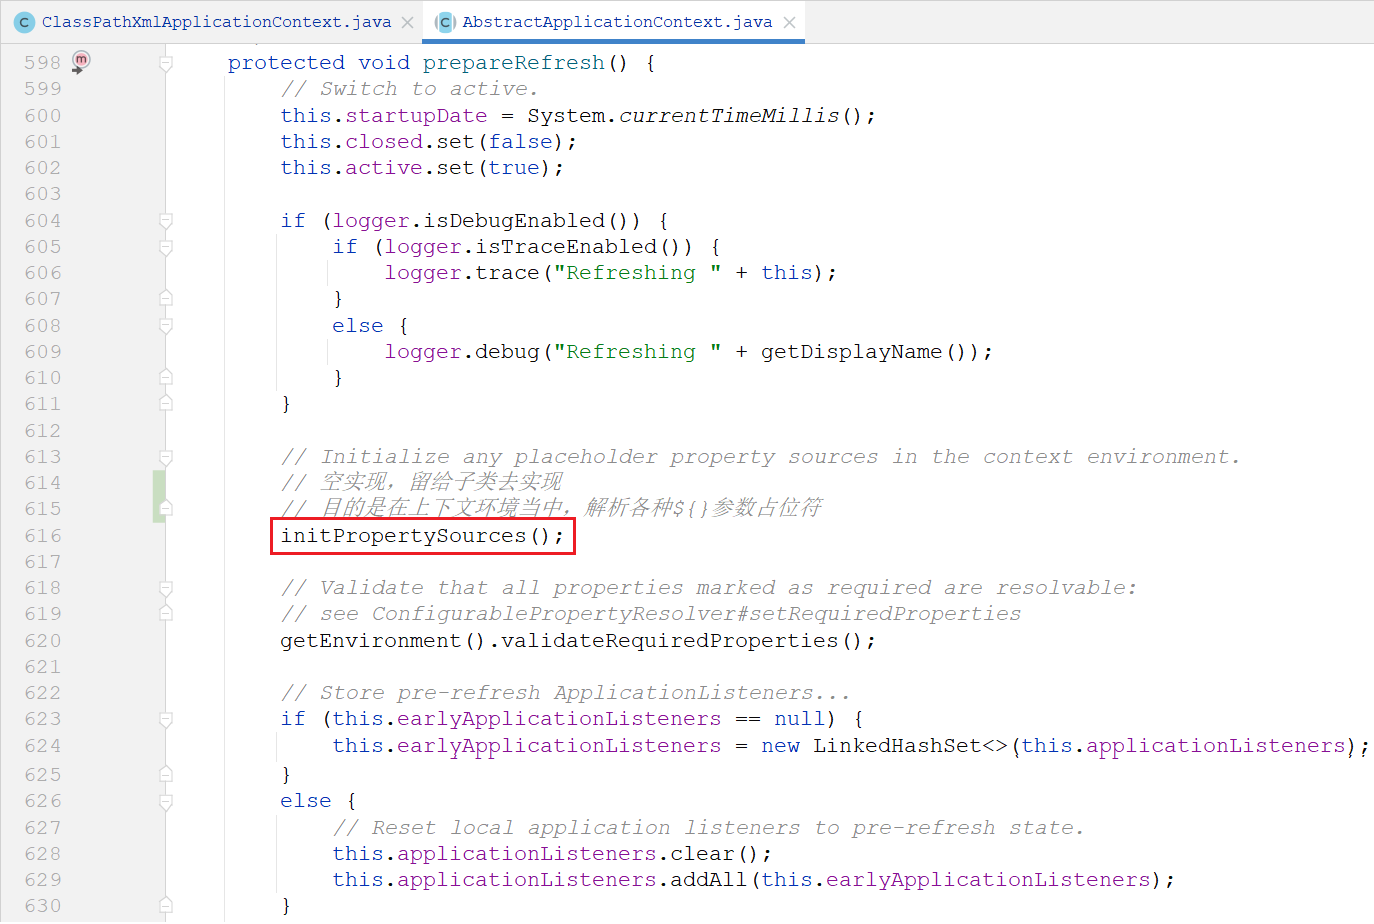 ClassPathXmlApplicationContext.java AbstractApplicationContext.java
598 protected void prepareRefresh() {
599 // Switch to active.
600 this.startupDate = System.currentTimeMillis();
601 this.closed.set(false);
602 this.active.set(true);
603
604 if (logger.isDebugEnabled()) {
605 if (logger.isTraceEnabled()) {
606 logger.trace("Refreshing " + this);
607 }
608 else {
609 logger.debug("Refreshing " + getDisplayName());
610 }
611 }
612
613 // Initialize any placeholder property sources in the context environment.
614 // 空实现，留给子类去实现
615 // 目的是在上下文环境当中，解析各种${}参数占位符
616 initPropertySources();
617
618 // Validate that all properties marked as required are resolvable:
619 // see ConfigurablePropertyResolver#setRequiredProperties
620 getEnvironment().validateRequiredProperties();
621
622 // Store pre-refresh ApplicationListeners...
623 if (this.earlyApplicationListeners == null) {
624 this.earlyApplicationListeners = new LinkedHashSet<>(this.applicationListeners);
625 }
626 else {
627 // Reset local application listeners to pre-refresh state.
628 this.applicationListeners.clear();
629 this.applicationListeners.addAll(this.earlyApplicationListeners);
630 }